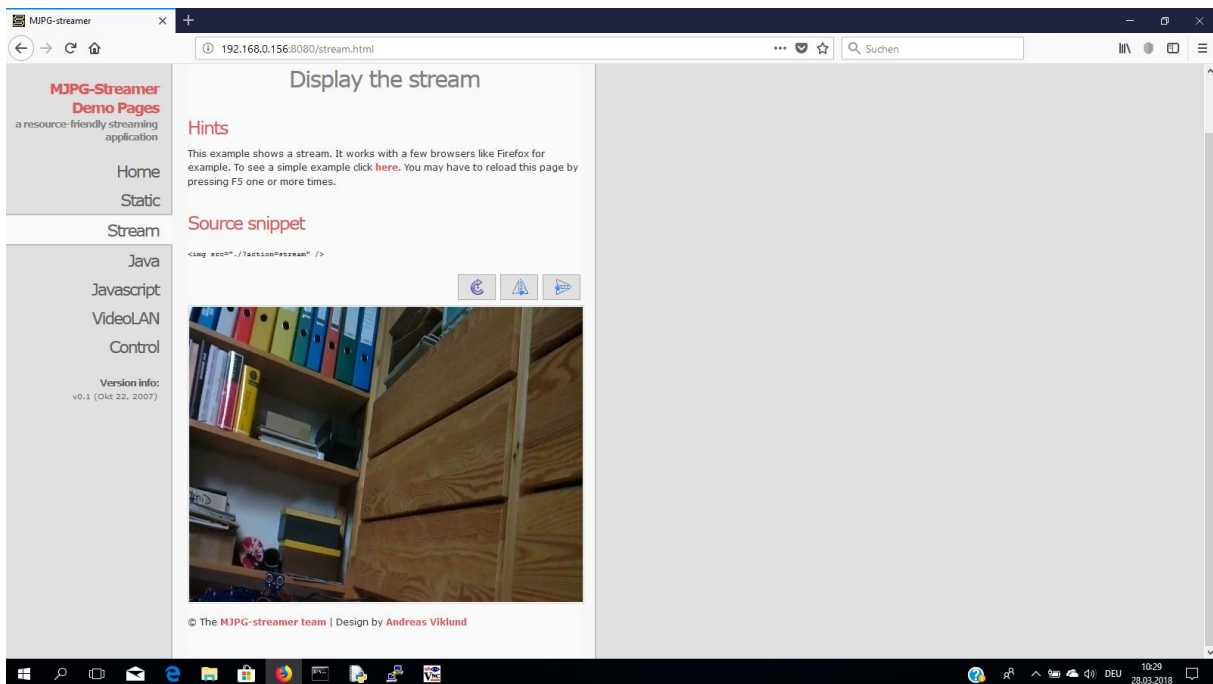 MJPG-streamer
192.168.0.156:8080/stream.html
Suchen
MJPG-Streamer
Demo Pages
a resource-friendly streaming
application
Home
Static
Stream
Java
Javascript
VideoLAN
Control
Version info:
v0.1 (Okt 22, 2007)
Display the stream
Hints
This example shows a stream. It works with a few browsers like Firefox for
example. To see a simple example click here. You may have to reload this page by
pressing F5 one or more times.
Source snippet
<img src="./?action=stream" />
© The MJPG-streamer team | Design by Andreas Viklund
DEU
10:29
28.03.2018